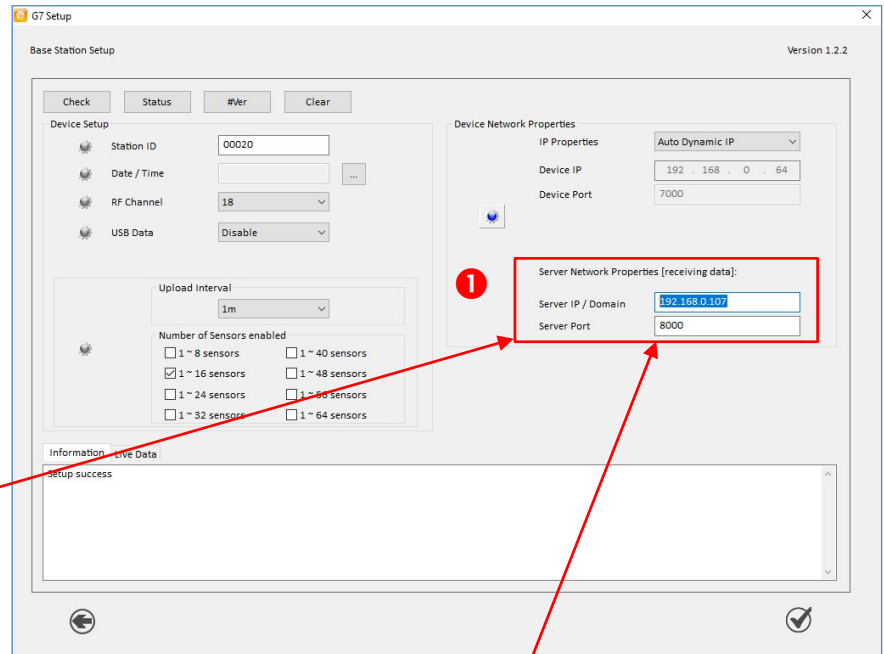 G7 Setup
Base Station Setup
Version 1.2.2
Check Status #Ver Clear
Device Setup
Station ID 00020
Date / Time ...
RF Channel 18
USB Data Disable
Upload Interval
1m
Number of Sensors enabled
1 ~ 8 sensors 1 ~ 40 sensors
1 ~ 16 sensors 1 ~ 48 sensors
1 ~ 24 sensors 1 ~ 56 sensors
1 ~ 32 sensors 1 ~ 64 sensors
Device Network Properties
IP Properties Auto Dynamic IP
Device IP 192 . 168 . 0 . 64
Device Port 7000
1
Server Network Properties [receiving data]:
Server IP / Domain 192.168.0.107
Server Port 8000
Information Live Data
Setup success